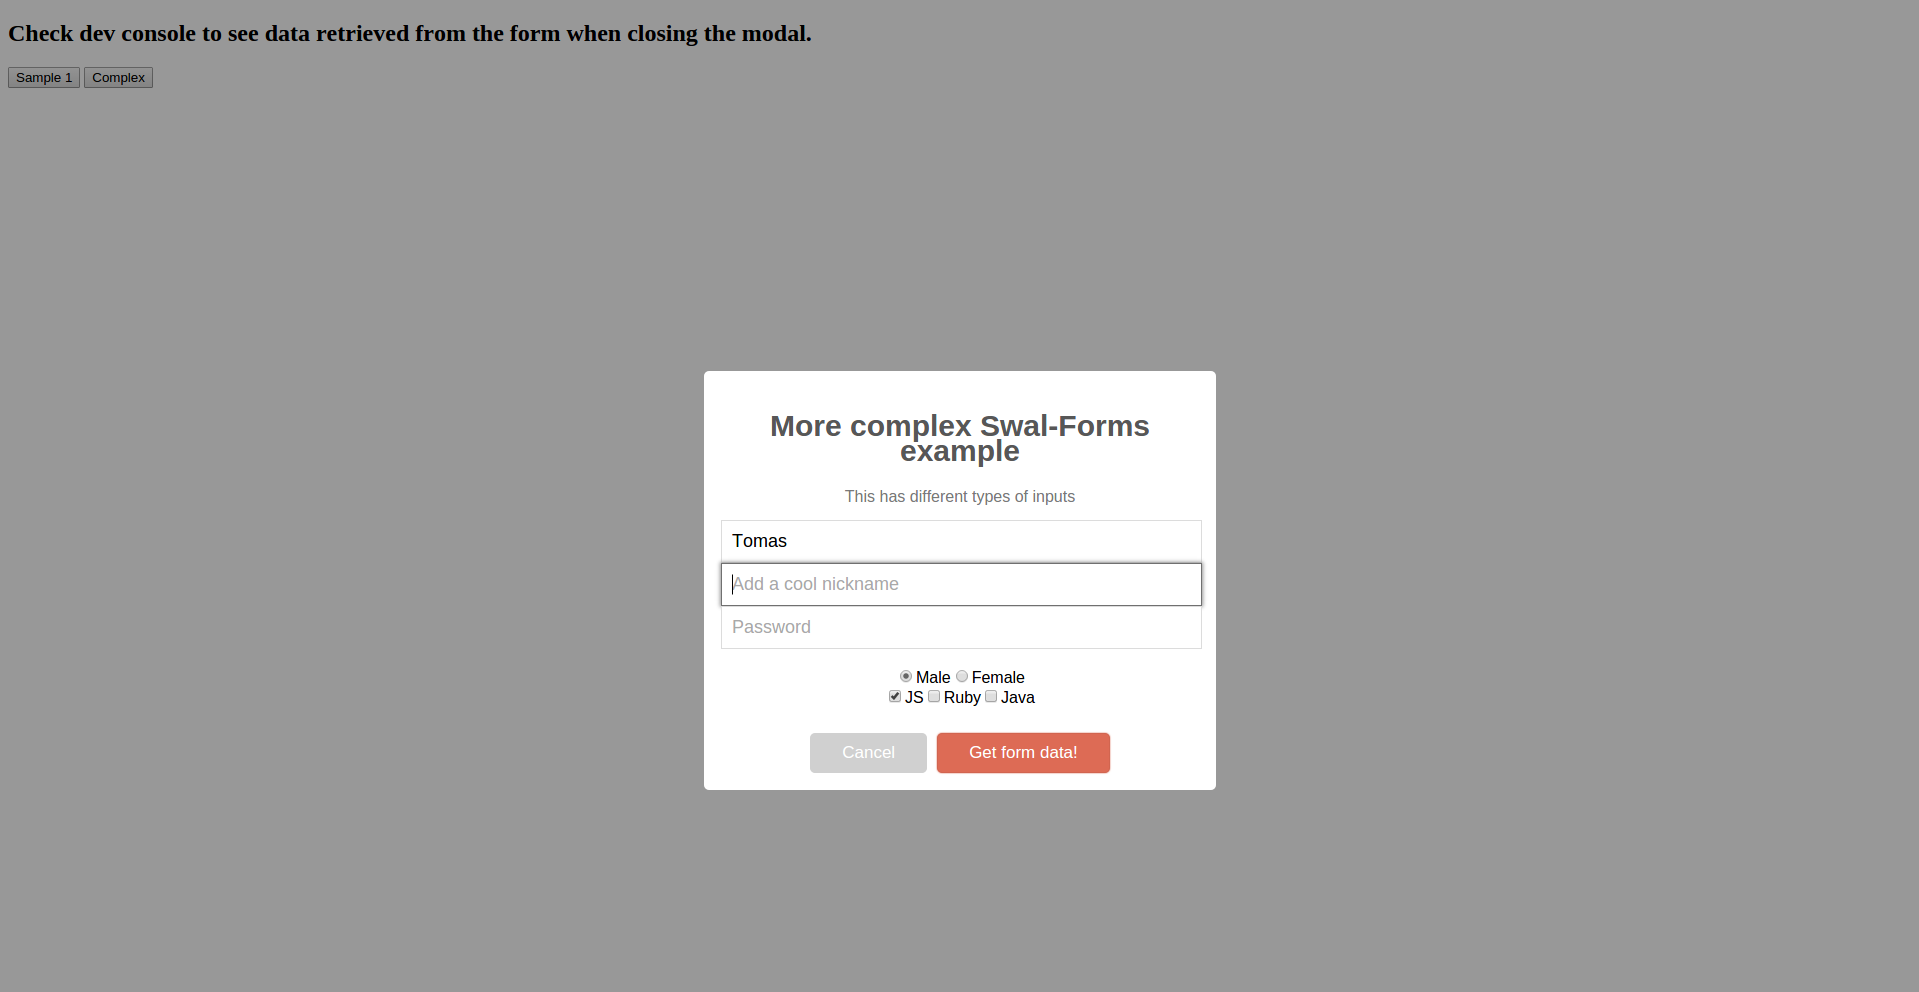 Check dev console to see data retrieved from the form when closing the modal.
Sample 1 Complex
More complex Swal-Forms
example
This has different types of inputs
Tomas
Add a cool nickname
Password
Male Female
JS Ruby Java
Cancel Get form data!